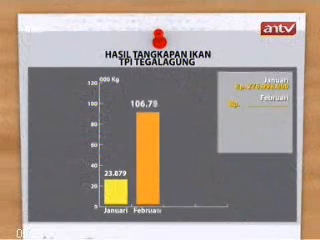 antv
HASIL TANGKAPAN IKAN
TPI TEGALAGUNG
000 Kg
120
100
80
60
40
20
0
106.78
23.879
Januari
Februari
Januari
Februari
Rp.